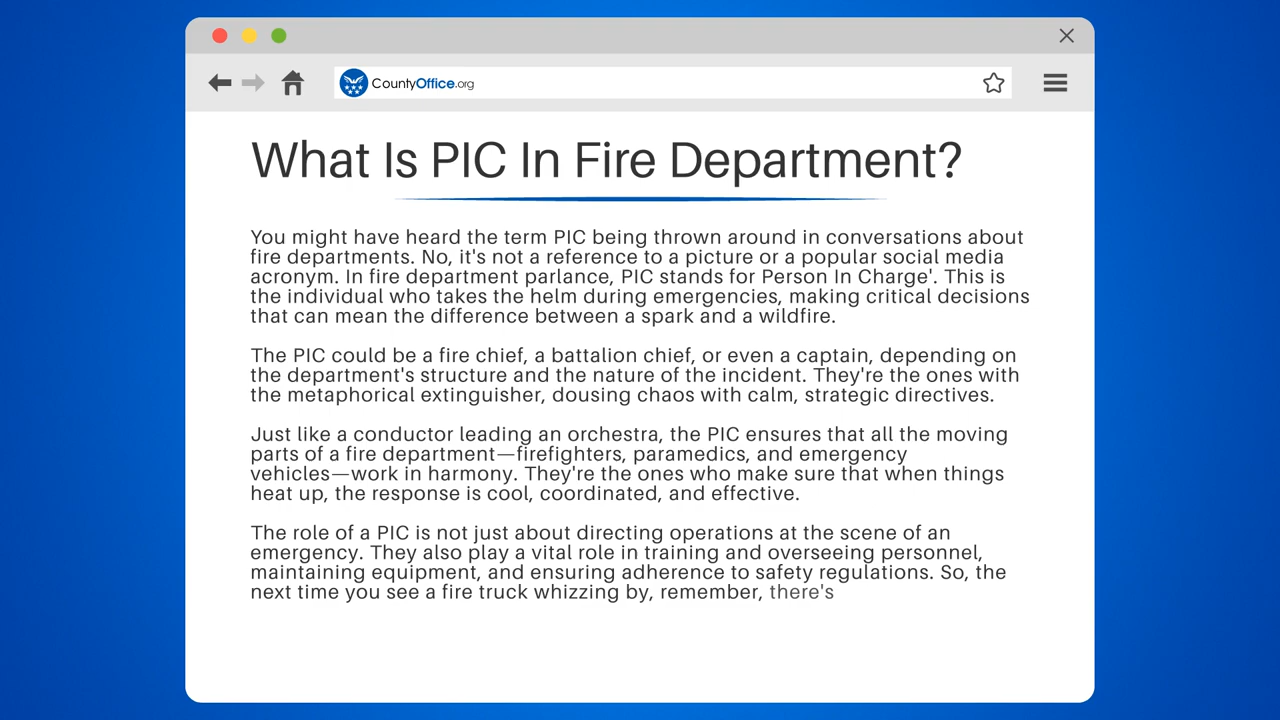 CountyOffice.org
What Is PIC In Fire Department?
You might have heard the term PIC being thrown around in conversations about
fire departments. No, it's not a reference to a picture or a popular social media
acronym. In fire department parlance, PIC stands for Person In Charge'. This is
the individual who takes the helm during emergencies, making critical decisions
that can mean the difference between a spark and a wildfire.
The PIC could be a fire chief, a battalion chief, or even a captain, depending on
the department's structure and the nature of the incident. They're the ones with
the metaphorical extinguisher, dousing chaos with calm, strategic directives.
Just like a conductor leading an orchestra, the PIC ensures that all the moving
parts of a fire department—firefighters, paramedics, and emergency
vehicles—work in harmony. They're the ones who make sure that when things
heat up, the response is cool, coordinated, and effective.
The role of a PIC is not just about directing operations at the scene of an
emergency. They also play a vital role in training and overseeing personnel,
maintaining equipment, and ensuring adherence to safety regulations. So, the
next time you see a fire truck whizzing by, remember, there's